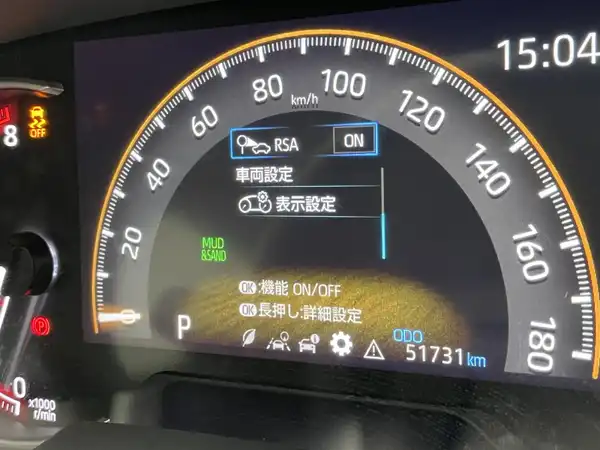 15:04
100
80
120
km/h
60
140
RSA
ON
40
車両設定
8
OFF
表示設定
20
MUD
&SAND
160
OK:機能 ON/OFF
OK長押し:詳細設定
0
P
ODO
180
51731 km
0
x1000
r/min